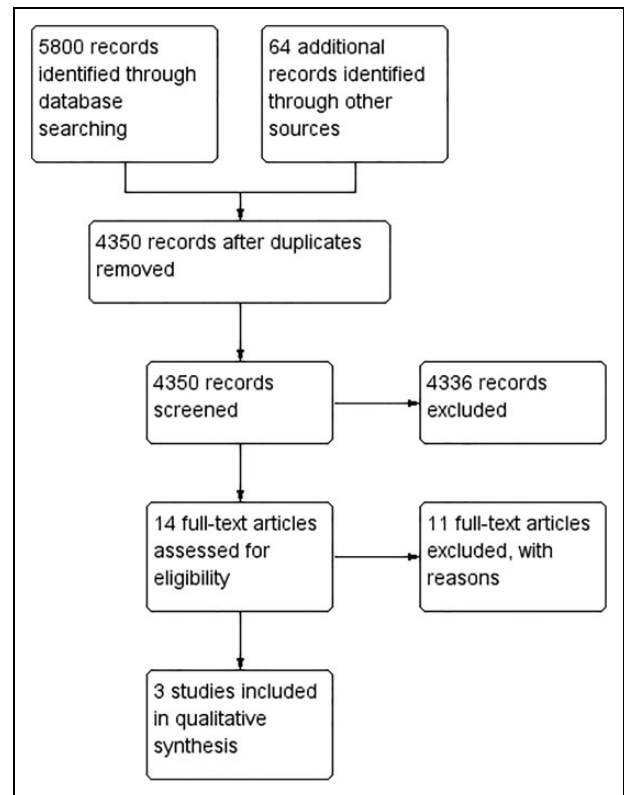 5800 records
identified through
database
searching
64 additional
records identified
through other
sources
4350 records after duplicates
removed
4350 records
screened
4336 records
excluded
14 full-text articles
assessed for
eligibility
11 full-text articles
excluded, with
reasons
3 studies included
in qualitative
synthesis